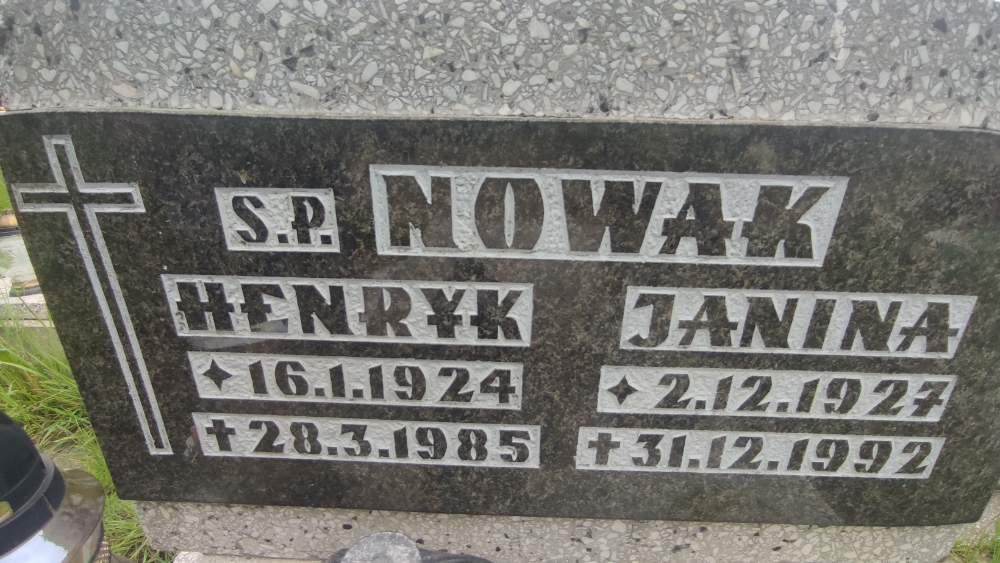 S.P. NOWAK
HENRYK JANINA
16.1.1924 2.12.1927
28.3.1985 31.12.1992